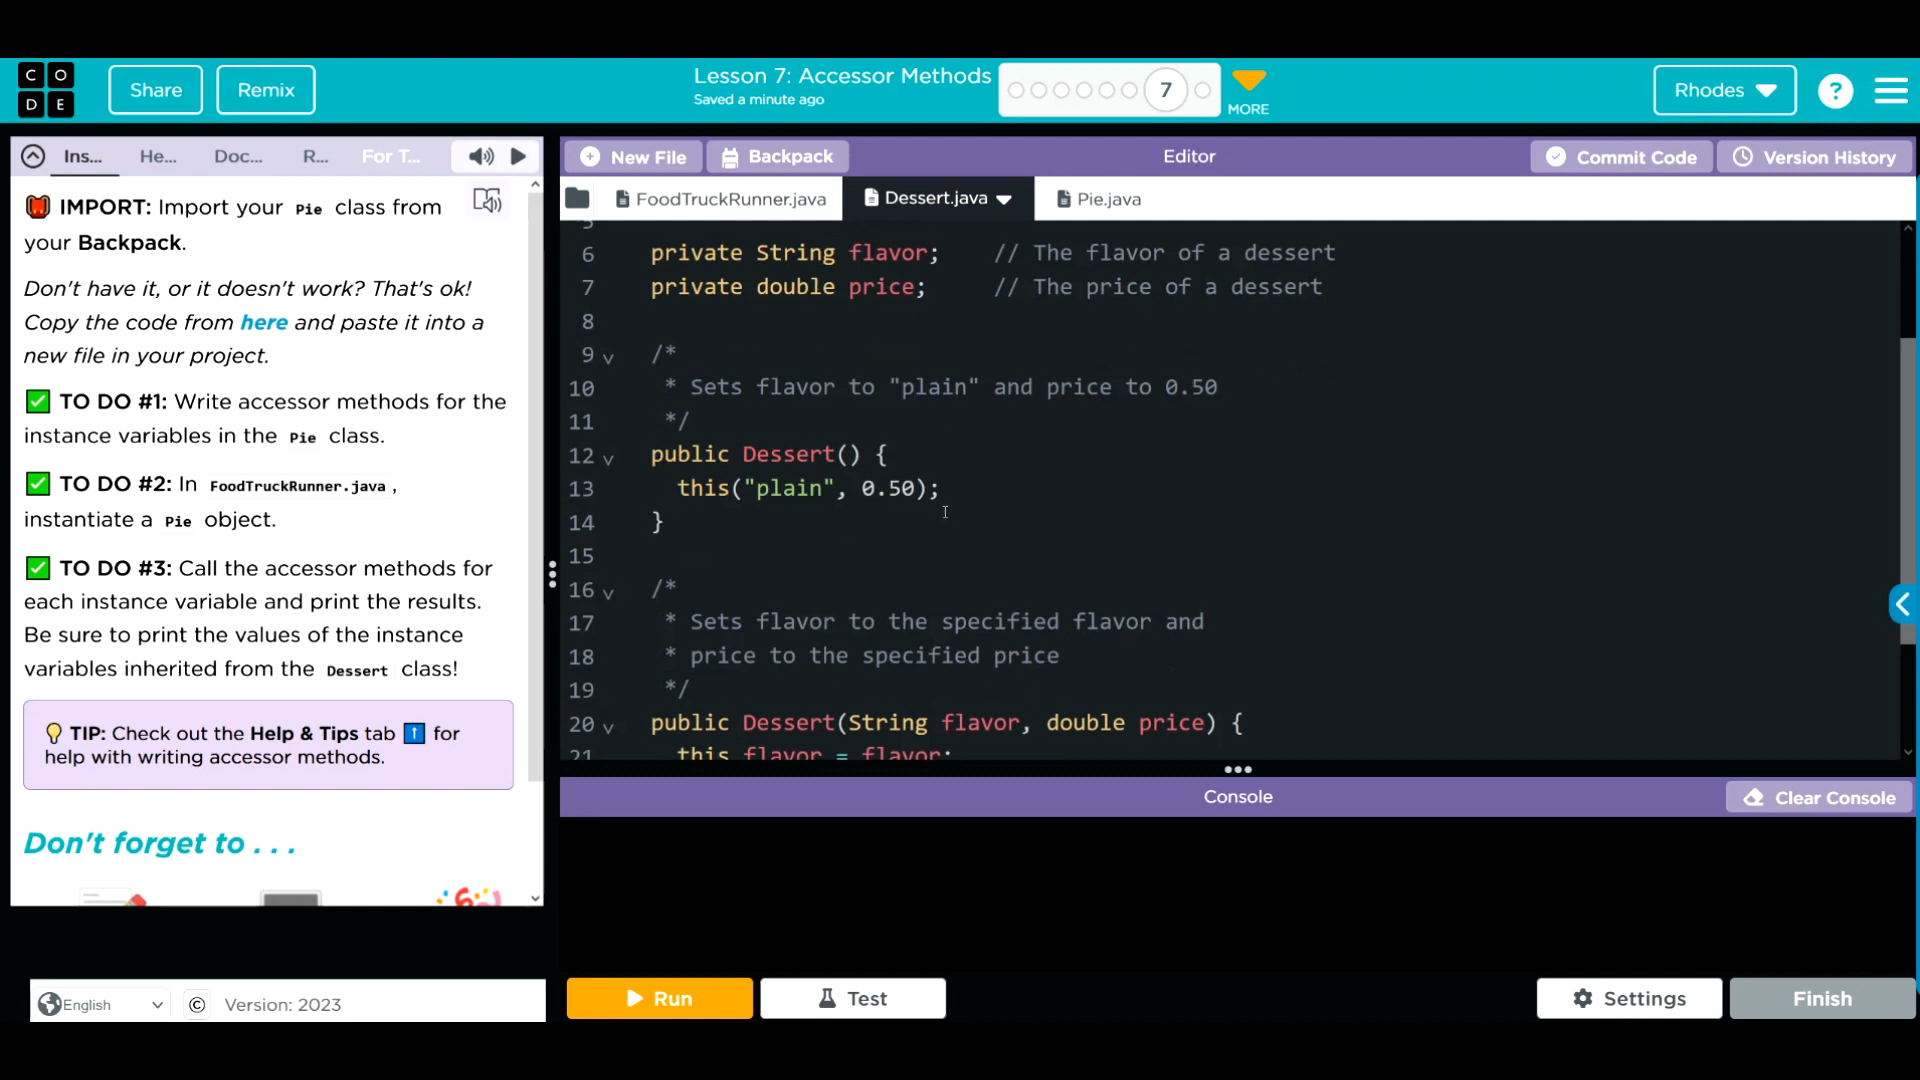 CODE
Share
Remix
Lesson 7: Accessor Methods
Saved a minute ago
7
MORE
Rhodes
?
Ins...
He...
Doc...
R...
For T...
IMPORT: Import your Pie class from
your Backpack.
Don't have it, or it doesn't work? That's ok!
Copy the code from here and paste it into a
new file in your project.
TO DO #1: Write accessor methods for the
instance variables in the Pie class.
TO DO #2: In FoodTruckRunner.java,
instantiate a Pie object.
TO DO #3: Call the accessor methods for
each instance variable and print the results.
Be sure to print the values of the instance
variables inherited from the Dessert class!
TIP: Check out the Help & Tips tab for
help with writing accessor methods.
Don't forget to . . .
English
© Version: 2023
New File
Backpack
Editor
Commit Code
Version History
FoodTruckRunner.java
Dessert.java
Pie.java
5
6 private String flavor; // The flavor of a dessert
7 private double price; // The price of a dessert
8
9 /*
10 * Sets flavor to "plain" and price to 0.50
11 */
12 public Dessert() {
13 this("plain", 0.50);
14 }
15
16 /*
17 * Sets flavor to the specified flavor and
18 * price to the specified price
19 */
20 public Dessert(String flavor, double price) {
21 this flavor = flavor;
Console
Clear Console
Run
Test
Settings
Finish